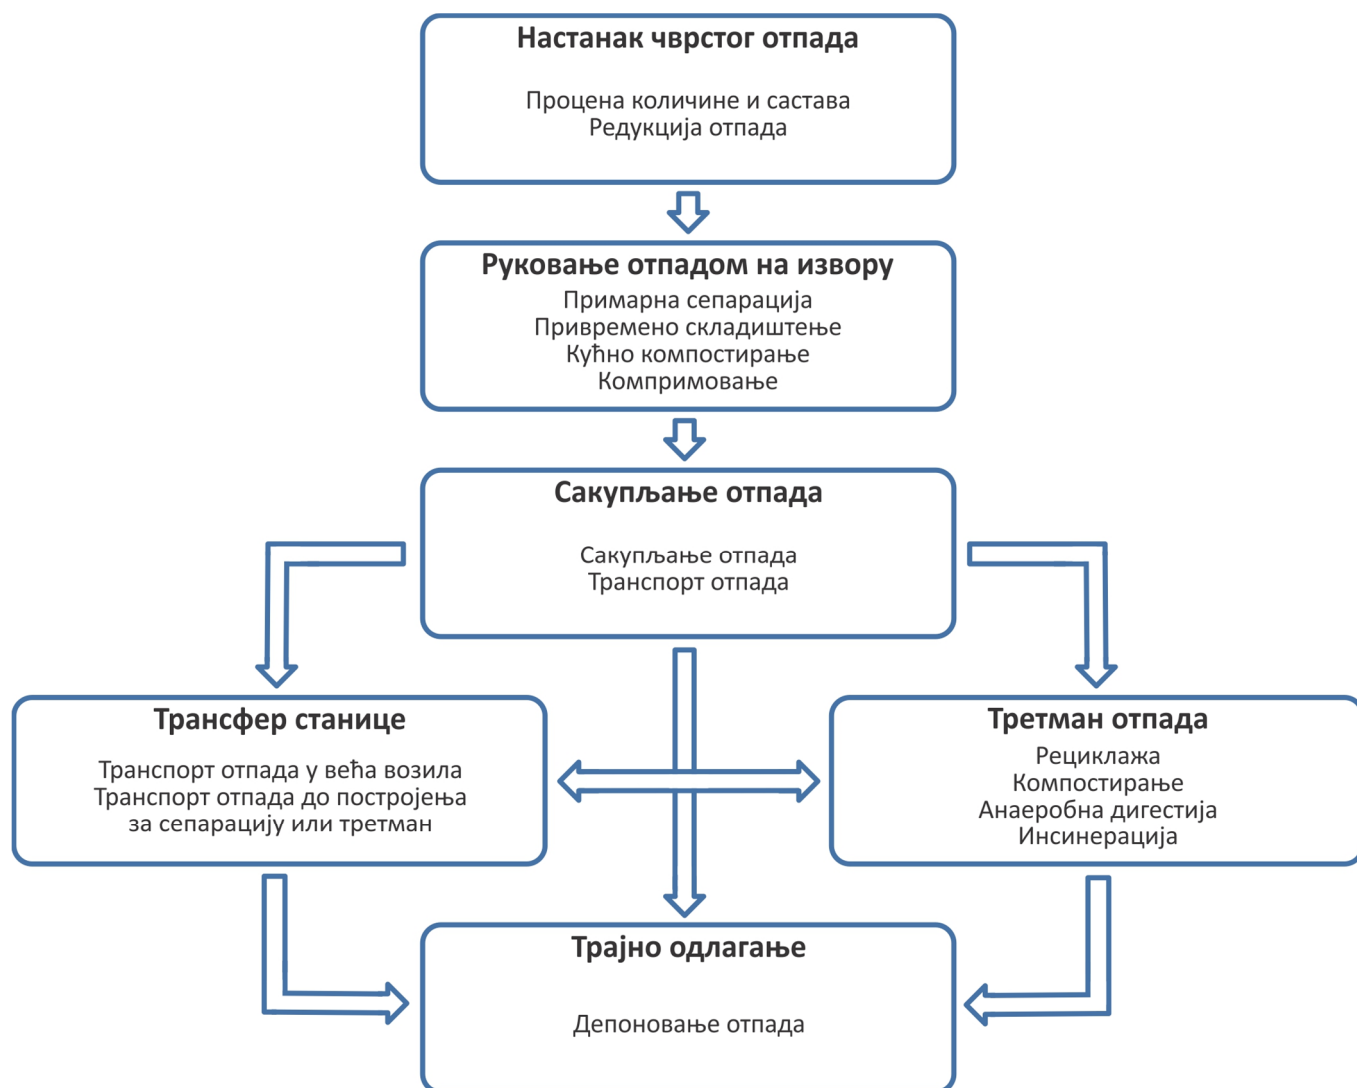 Настанак чврстог отпада
Процена количине и састава
Редукција отпада
Руковање отпадом на извору
Примарна сепарација
Привремено складиштење
Кућно компостирање
Компримовање
Сакупљање отпада
Сакупљање отпада
Транспорт отпада
Трансфер станице
Транспорт отпада у већа возила
Транспорт отпада до постројења
за сепарацију или третман
Третман отпада
Рециклажа
Компостирање
Анаеробна дигестија
Инсинерација
Трајно одлагање
Депоновање отпада